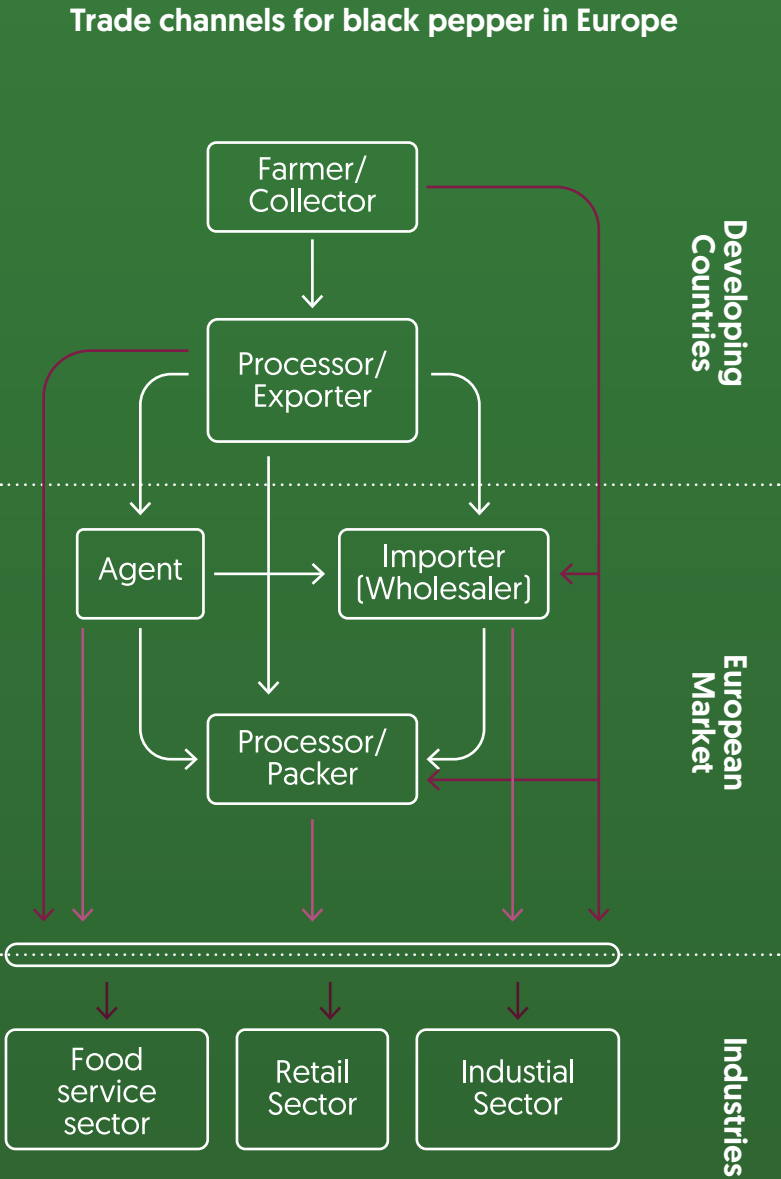 Trade channels for black pepper in Europe
Farmer/
Collector
Developing
Countries
Processor/
Exporter
Agent
Importer
(Wholesaler)
European
Market
Processor/
Packer
Food
service
sector
Retail
Sector
Industial
Sector
Industries